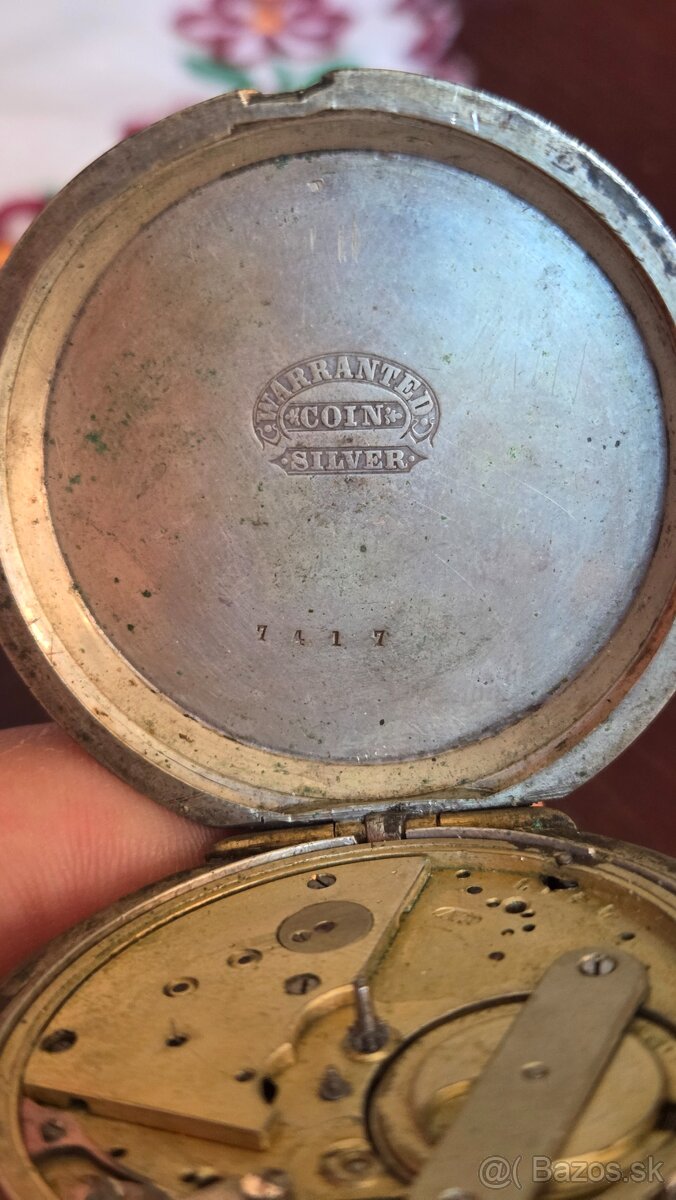 WARRANTED
COIN
SILVER
7417
@( Bazos.sk